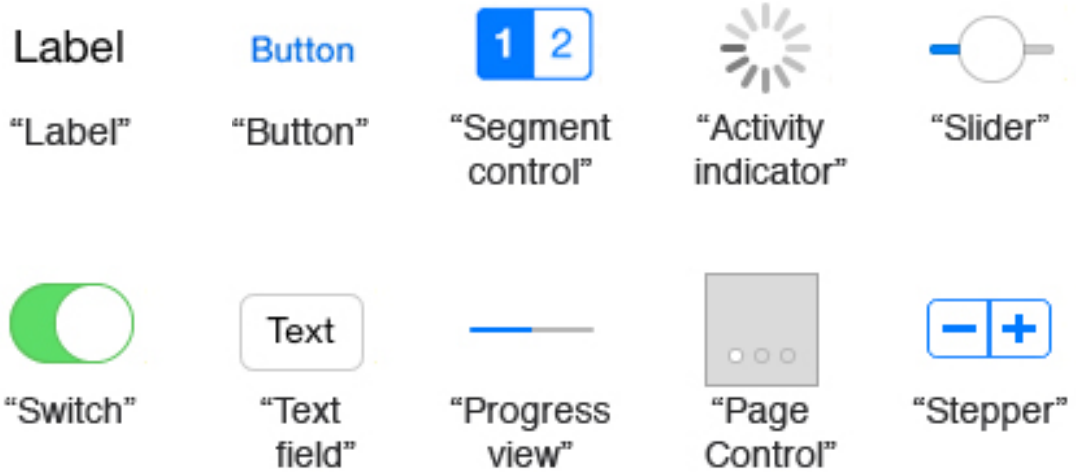 Label
Button
1 2
“Label”
“Button”
“Segment
control”
“Activity
indicator”
“Slider”
Text
“Switch”
“Text
field”
“Progress
view”
“Page
Control”
“Stepper”